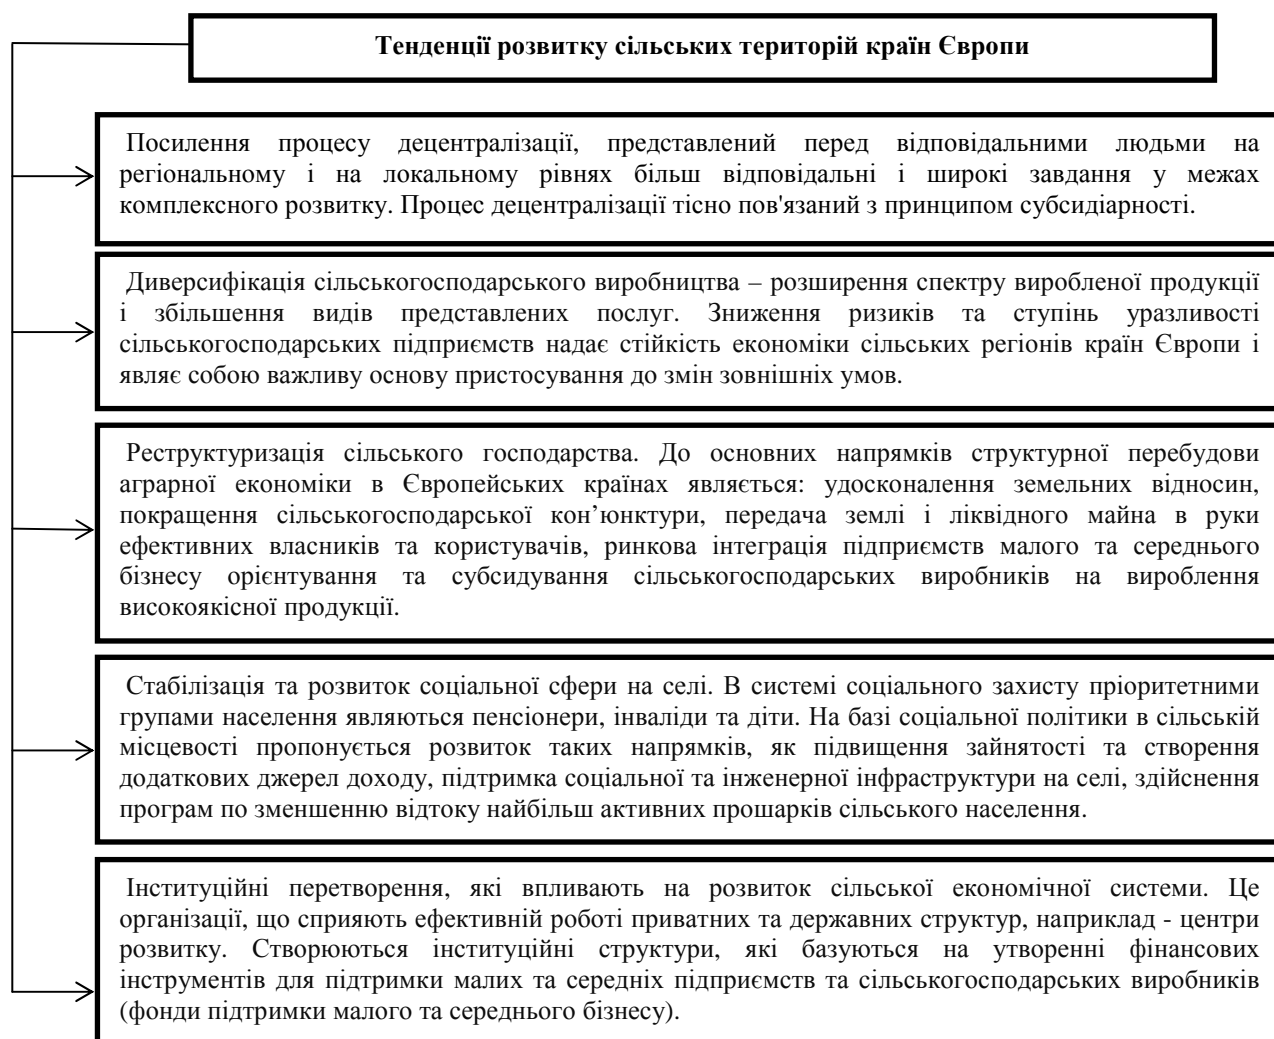 Тенденції розвитку сільських територій країн Європи
Посилення процесу децентралізації, представлений перед відповідальними людьми на
регіональному і на локальному рівнях більш відповідальні і широкі завдання у межах
комплексного розвитку. Процес децентралізації тісно пов'язаний з принципом субсидіарності.
Диверсифікація сільськогосподарського виробництва – розширення спектру виробленої продукції
і збільшення видів представлених послуг. Зниження ризиків та ступінь уразливості
сільськогосподарських підприємств надає стійкість економіки сільських регіонів країн Європи і
являє собою важливу основу пристосування до змін зовнішніх умов.
Реструктуризація сільського господарства. До основних напрямків структурної перебудови
аграрної економіки в Європейських країнах являється: удосконалення земельних відносин,
покращення сільськогосподарської кон’юнктури, передача землі і ліквідного майна в руки
ефективних власників та користувачів, ринкова інтеграція підприємств малого та середнього
бізнесу орієнтування та субсидування сільськогосподарських виробників на вироблення
високоякісної продукції.
Стабілізація та розвиток соціальної сфери на селі. В системі соціального захисту пріоритетними
групами населення являються пенсіонери, інваліди та діти. На базі соціальної політики в сільській
місцевості пропонується розвиток таких напрямків, як підвищення зайнятості та створення
додаткових джерел доходу, підтримка соціальної та інженерної інфраструктури на селі, здійснення
програм по зменшенню відтоку найбільш активних прошарків сільського населення.
Інституційні перетворення, які впливають на розвиток сільської економічної системи. Це
організації, що сприяють ефективній роботі приватних та державних структур, наприклад - центри
розвитку. Створюються інституційні структури, які базуються на утворенні фінансових
інструментів для підтримки малих та середніх підприємств та сільськогосподарських виробників
(фонди підтримки малого та середнього бізнесу).